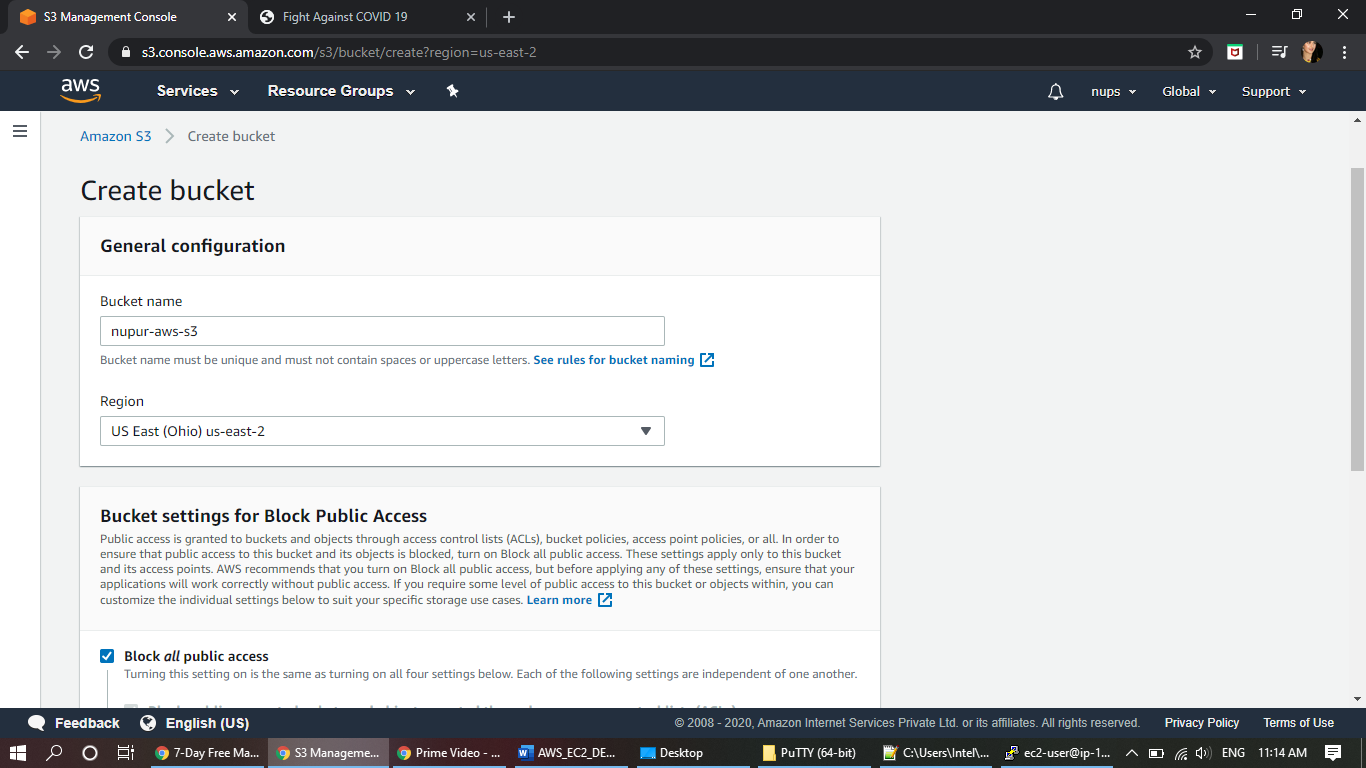 S3 Management Console
Fight Against COVID 19
s3.console.aws.amazon.com/s3/bucket/create?region=us-east-2
aws
Services
Resource Groups
nups
Global
Support
Amazon S3
Create bucket
Create bucket
General configuration
Bucket name
nupur-aws-s3
Bucket name must be unique and must not contain spaces or uppercase letters. See rules for bucket naming
Region
US East (Ohio) us-east-2
Bucket settings for Block Public Access
Public access is granted to buckets and objects through access control lists (ACLs), bucket policies, access point policies, or all. In order to
ensure that public access to this bucket and its objects is blocked, turn on Block all public access. These settings apply only to this bucket
and its access points. AWS recommends that you turn on Block all public access, but before applying any of these settings, ensure that your
applications will work correctly without public access. If you require some level of public access to this bucket or objects within, you can
customize the individual settings below to suit your specific storage use cases. Learn more
Block all public access
Turning this setting on is the same as turning on all four settings below. Each of the following settings are independent of one another.
Feedback
English (US)
© 2008 - 2020, Amazon Internet Services Private Ltd. or its affiliates. All rights reserved.
Privacy Policy
Terms of Use
7-Day Free Ma...
S3 Manageme...
Prime Video - ...
AWS_EC2_DE...
Desktop
PuTTY (64-bit)
C:\Users\Intel\...
ec2-user@ip-1...
ENG
11:14 AM